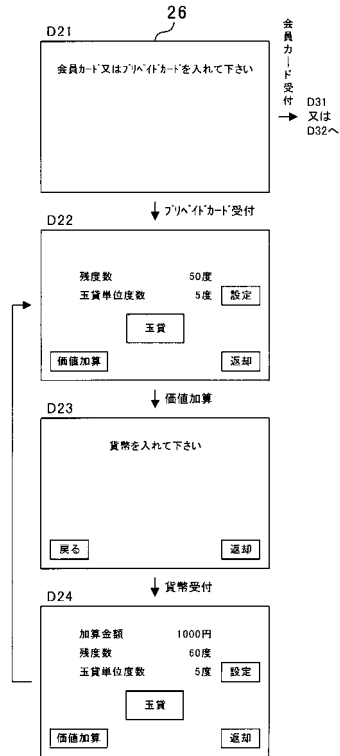 26
D21
会員カード又はプリペイドカードを入れて下さい
会員カード受付
D31
又は
D32へ
プリペイドカード受付
D22
残度数 50度
玉貸単位度数 5度 設定
玉貸
価値加算 返却
価値加算
D23
貨幣を入れて下さい
戻る 返却
貨幣受付
D24
加算金額 1000円
残度数 60度
玉貸単位度数 5度 設定
玉貸
価値加算 返却